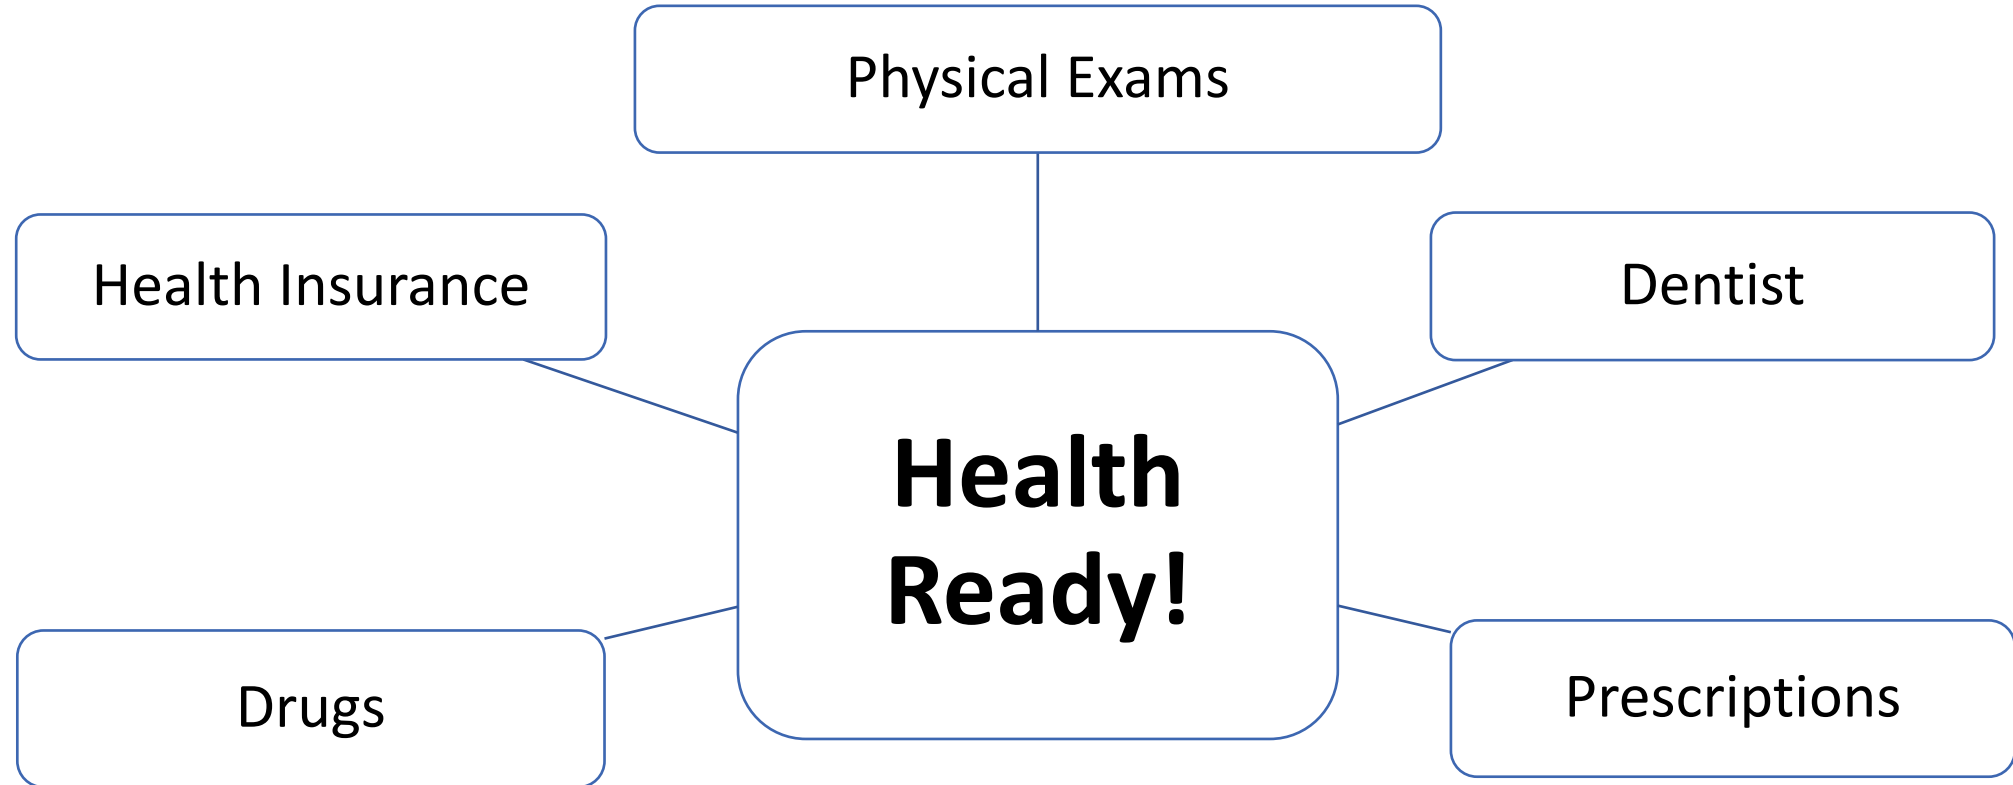 Physical Exams
Health Insurance
Dentist
Health
Ready!
Drugs
Prescriptions